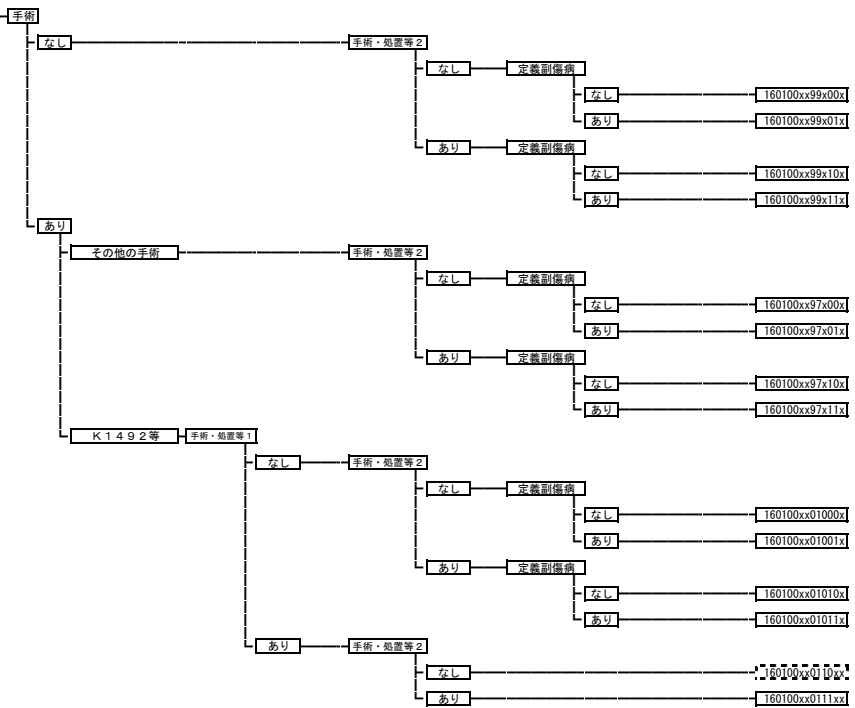 手術
なし 手術・処置等2
なし 定義副傷病
なし 160100xx99x00x
あり 160100xx99x01x
あり 定義副傷病
なし 160100xx99x10x
あり 160100xx99x11x
あり
その他の手術 手術・処置等2
なし 定義副傷病
なし 160100xx97x00x
あり 160100xx97x01x
あり 定義副傷病
なし 160100xx97x10x
あり 160100xx97x11x
K1492等 手術・処置等1
なし 手術・処置等2
なし 定義副傷病
なし 160100xx01000x
あり 160100xx01001x
あり 定義副傷病
なし 160100xx01010x
あり 160100xx01011x
あり 手術・処置等2
なし 160100xx0110xx
あり 160100xx0111xx